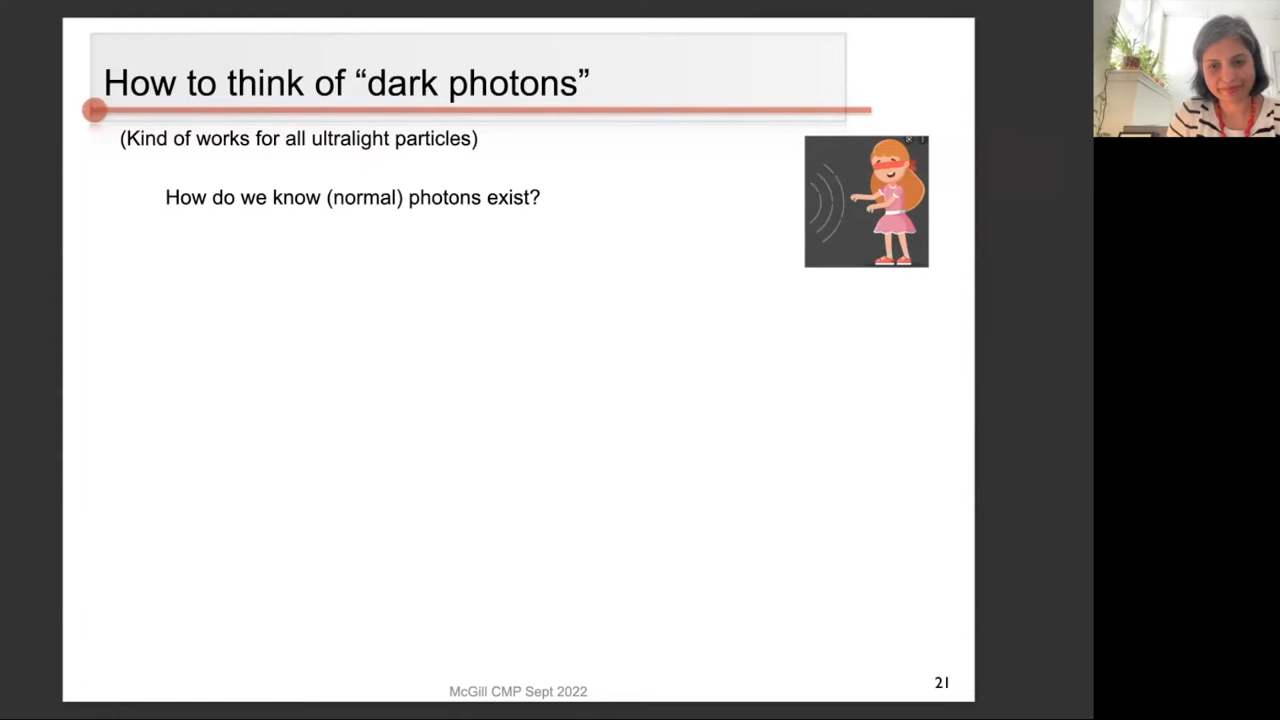 How to think of “dark photons”
(Kind of works for all ultralight particles)
How do we know (normal) photons exist?
McGill CMP Sept 2022
21